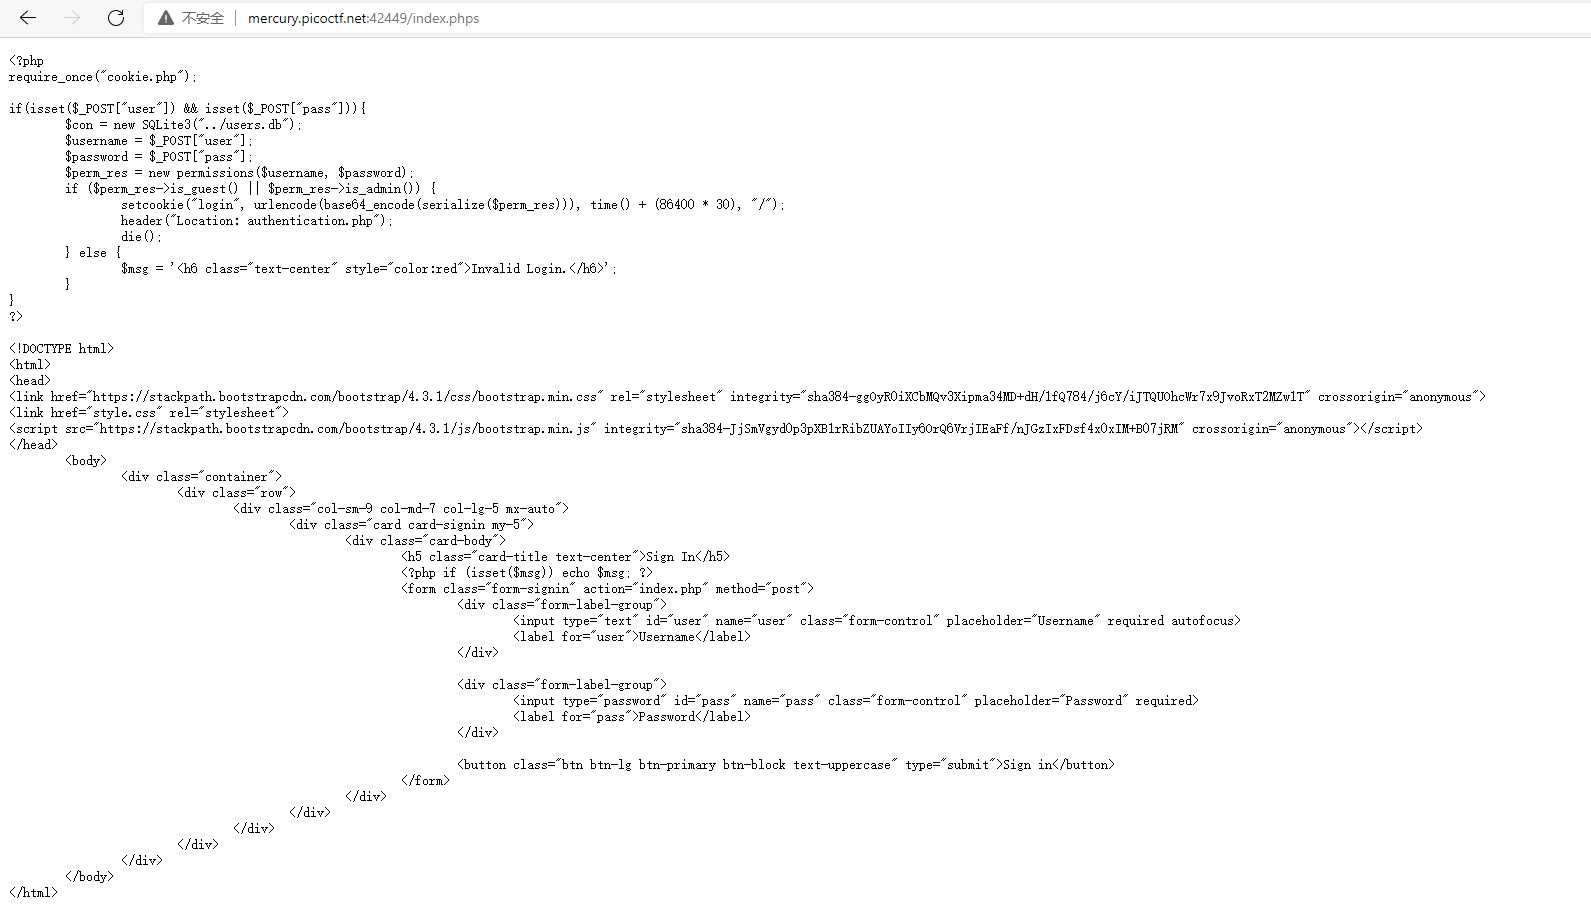 不安全 mercury.picoctf.net:42449/index.phps
<?php
require_once("cookie.php");
if(isset($_POST["user"]) && isset($_POST["pass"])){
$con = new SQLite3("../users.db");
$username = $_POST["user"];
$password = $_POST["pass"];
$perm_res = new permissions($username, $password);
if ($perm_res->is_guest() || $perm_res->is_admin()) {
setcookie("login", urlencode(base64_encode(serialize($perm_res))), time() + (86400 * 30), "/");
header("Location: authentication.php");
die();
} else {
$msg = '<h6 class="text-center" style="color:red">Invalid Login.</h6>';
}
}
?>
<!DOCTYPE html>
<html>
<head>
<link href="https://stackpath.bootstrapcdn.com/bootstrap/4.3.1/css/bootstrap.min.css" rel="stylesheet" integrity="sha384-ggOyR0iXCbMQv3Xipma34MD+dH/1fQ784/j6cY/iJTQUOhcWr7x9JvoRxT2MZw1T" crossorigin="anonymous">
<link href="style.css" rel="stylesheet">
<script src="https://stackpath.bootstrapcdn.com/bootstrap/4.3.1/js/bootstrap.min.js" integrity="sha384-JjSmVgyd0p3pXB1rRibZUAYoIIy6OrQ6VrjIEaFf/nJGzIxFDsf4x0xIM+B07jRM" crossorigin="anonymous"></script>
</head>
<body>
<div class="container">
<div class="row">
<div class="col-sm-9 col-md-7 col-lg-5 mx-auto">
<div class="card card-signin my-5">
<div class="card-body">
<h5 class="card-title text-center">Sign In</h5>
<?php if (isset($msg)) echo $msg; ?>
<form class="form-signin" action="index.php" method="post">
<div class="form-label-group">
<input type="text" id="user" name="user" class="form-control" placeholder="Username" required autofocus>
<label for="user">Username</label>
</div>
<div class="form-label-group">
<input type="password" id="pass" name="pass" class="form-control" placeholder="Password" required>
<label for="pass">Password</label>
</div>
<button class="btn btn-lg btn-primary btn-block text-uppercase" type="submit">Sign in</button>
</form>
</div>
</div>
</div>
</div>
</div>
</body>
</html>